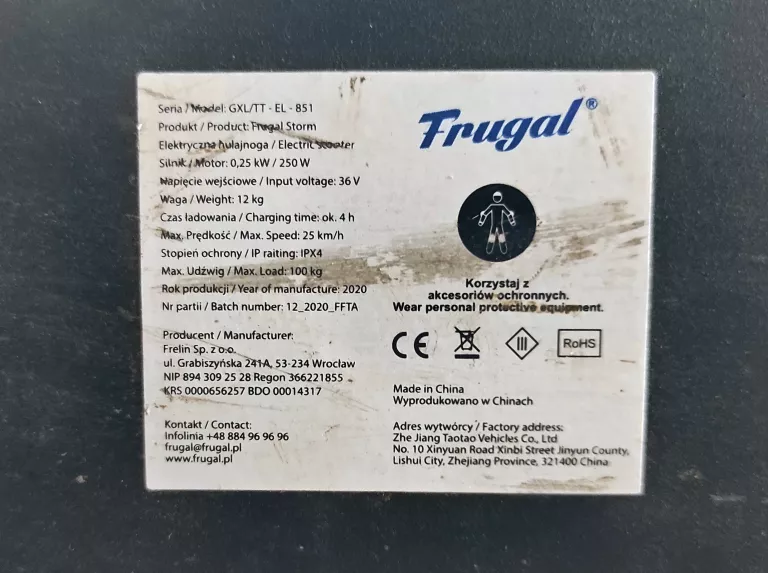 Seria / Model: GXL/TT - EL - 851
Produkt / Product: Frugal Storm
Elektryczna hulajnoga / Electric scooter
Silnik / Motor: 0,25 kW / 250 W
Napięcie wejściowe / Input voltage: 36 V
Waga / Weight: 12 kg
Czas ładowania / Charging time: ok. 4 h
Max. Prędkość / Max. Speed: 25 km/h
Stopień ochrony / IP raiting: IPX4
Max. Udźwig / Max. Load: 100 kg
Rok produkcji / Year of manufacture: 2020
Nr partii / Batch number: 12_2020_FFTA
Producent / Manufacturer:
Frelin Sp. z o.o.
ul. Grabiszyńska 241A, 53-234 Wrocław
NIP 894 309 25 28 Regon 366221855
KRS 0000656257 BDO 00014317
Kontakt / Contact:
Infolinia +48 884 96 96 96
frugal@frugal.pl
www.frugal.pl
Frugal®
Korzystaj z
akcesoriów ochronnych.
Wear personal protective equipment.
CE III RoHS
Made in China
Wyprodukowano w Chinach
Adres wytwórcy / Factory address:
Zhe Jiang Taotao Vehicles Co., Ltd
No. 10 Xinyuan Road Xinbi Street Jinyun County,
Lishui City, Zhejiang Province, 321400 China